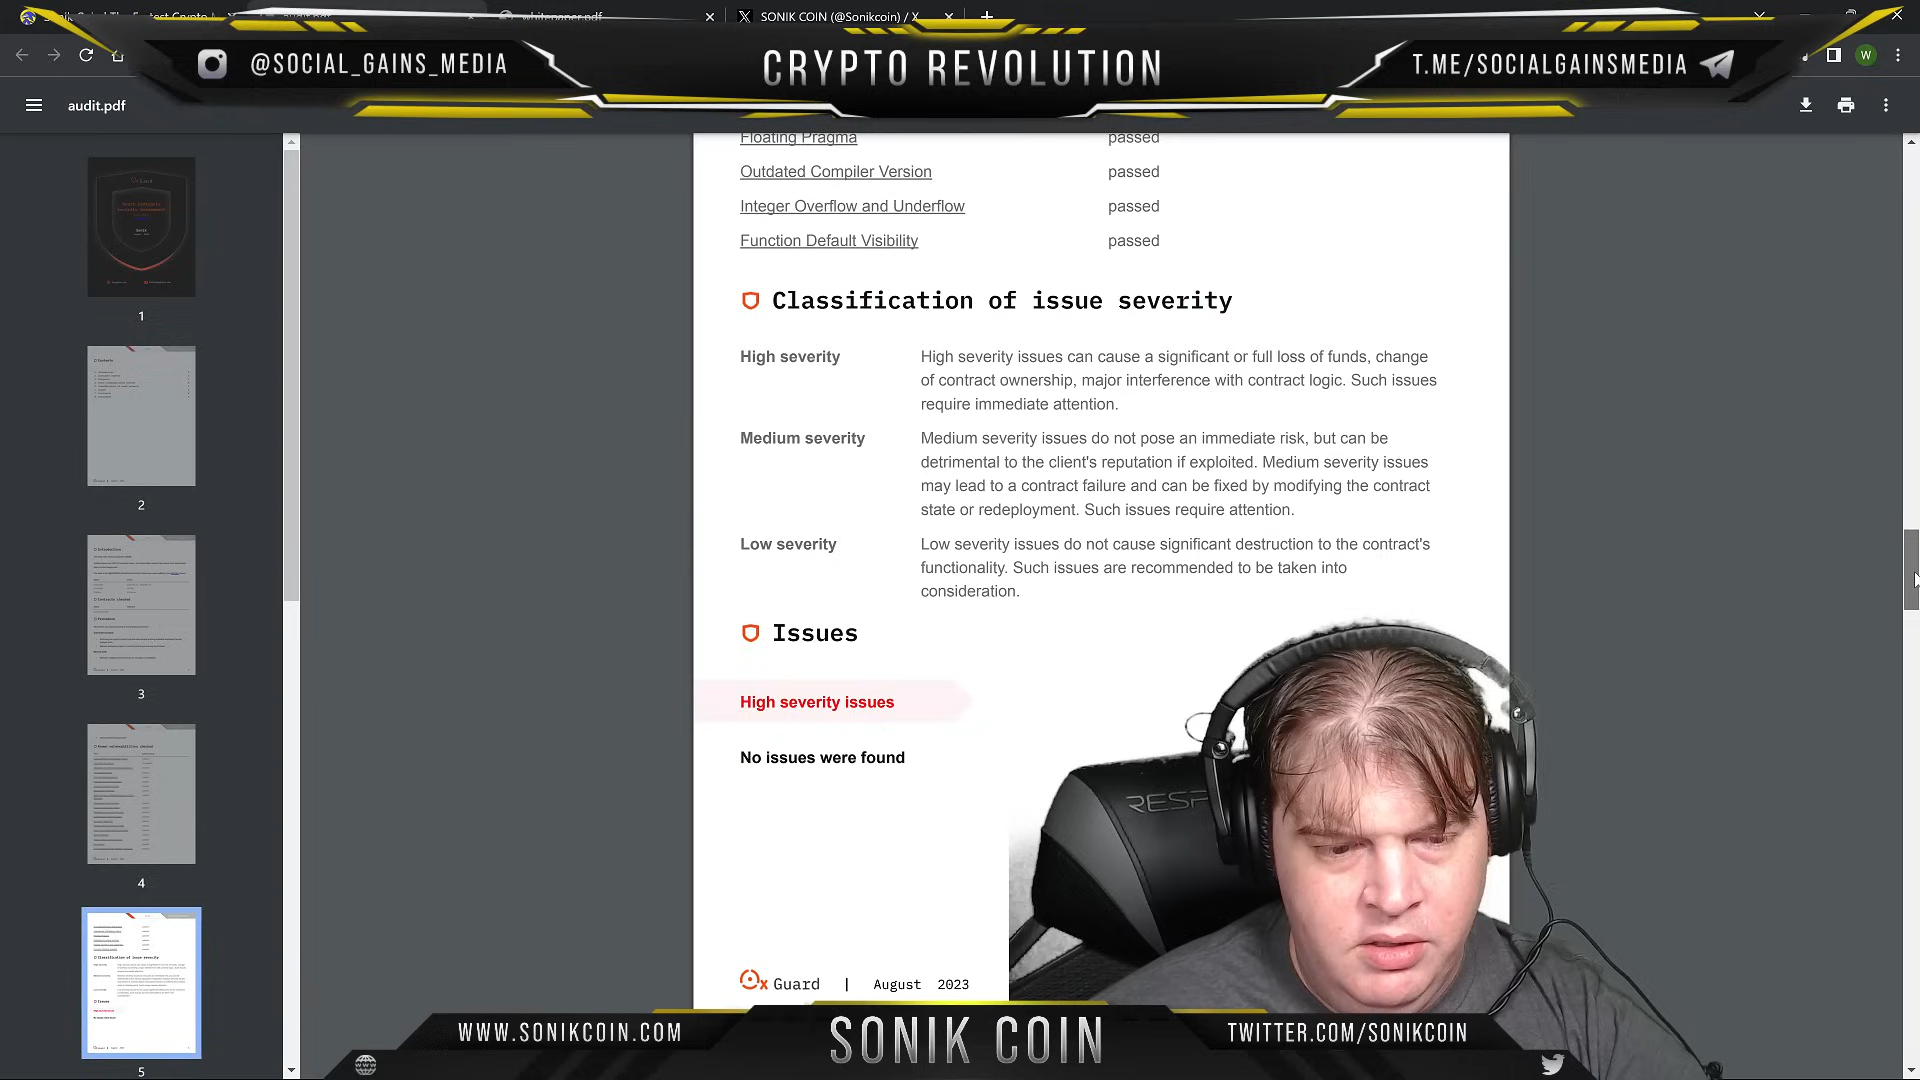 SONIK COIN (@Sonikcoin) / X
whitepaper.pdf
@SOCIAL_GAINS_MEDIA
CRYPTO REVOLUTION
T.ME/SOCIALGAINSMEDIA
W
audit.pdf
Floating Pragma passed
Outdated Compiler Version passed
Integer Overflow and Underflow passed
Function Default Visibility passed
Classification of issue severity
High severity High severity issues can cause a significant or full loss of funds, change
of contract ownership, major interference with contract logic. Such issues
require immediate attention.
Medium severity Medium severity issues do not pose an immediate risk, but can be
detrimental to the client's reputation if exploited. Medium severity issues
may lead to a contract failure and can be fixed by modifying the contract
state or redeployment. Such issues require attention.
Low severity Low severity issues do not cause significant destruction to the contract's
functionality. Such issues are recommended to be taken into
consideration.
Issues
High severity issues
No issues were found
x Guard | August 2023
1
2
3
4
5
WWW.SONIKCOIN.COM
SONIK COIN
TWITTER.COM/SONIKCOIN